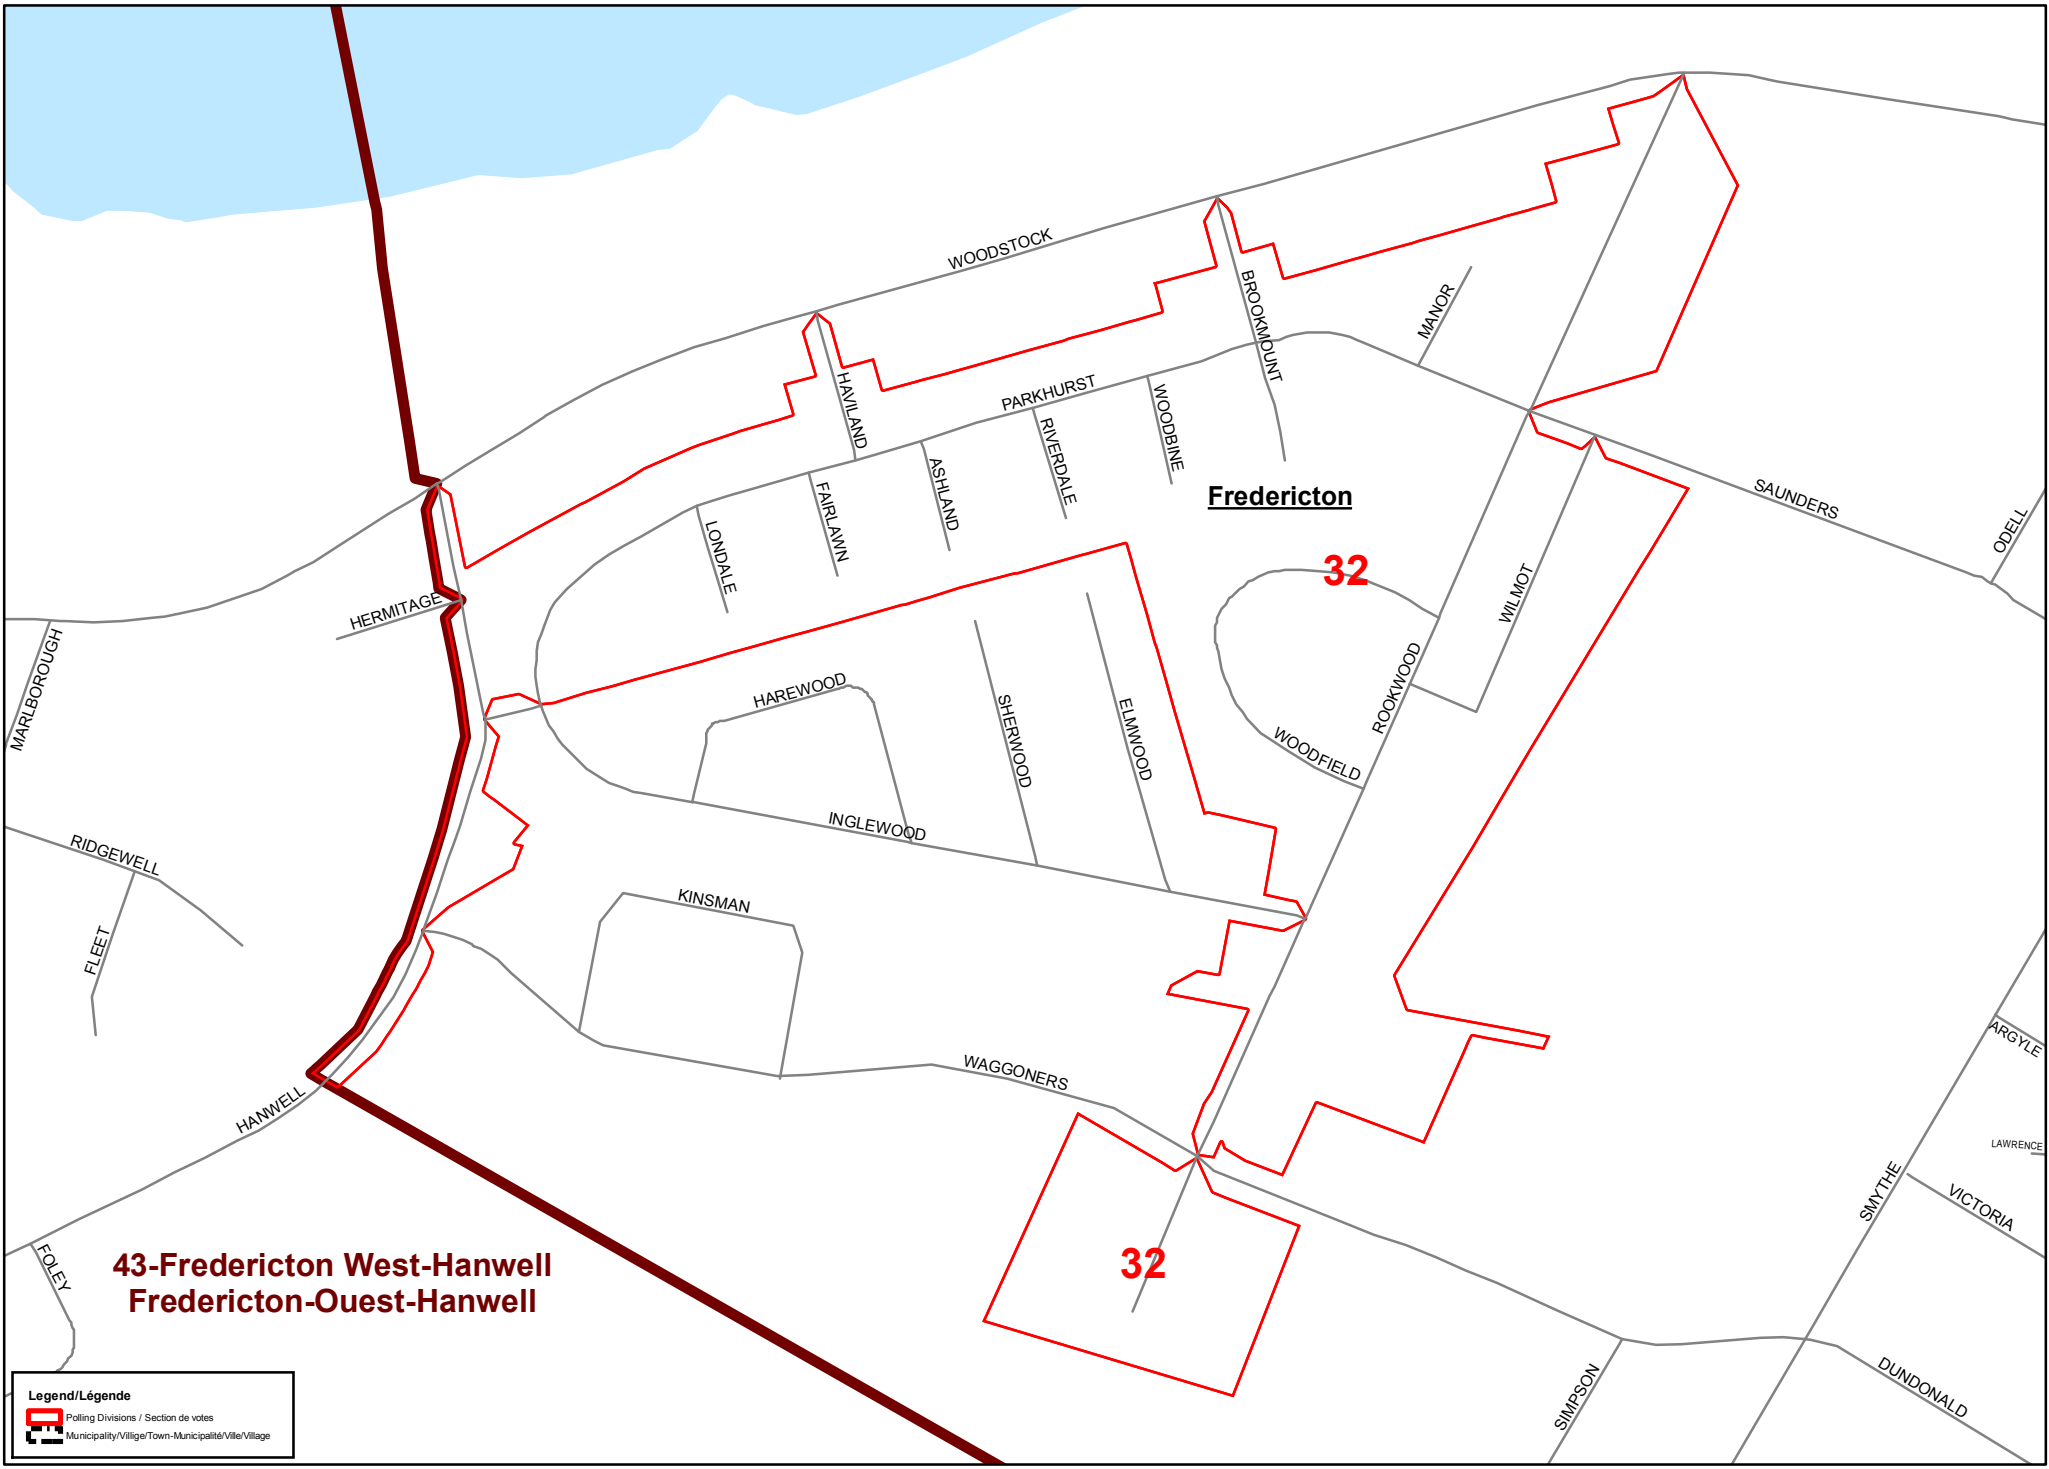 WOODSTOCK
BROOKMOUNT
MANOR
HAVILAND
PARKHURST
WOODBINE
RIVERDALE
ASHLAND
FAIRLAWN
LONDALE
Fredericton
SAUNDERS
ODELL
32
WILMOT
HERMITAGE
MARLBOROUGH
HAREWOOD
SHERWOOD
ELMWOOD
ROOKWOOD
WOODFIELD
INGLEWOOD
RIDGEWELL
KINSMAN
FLEET
WAGGONERS
ARGYLE
HANWELL
LAWRENCE
SMYTHE
VICTORIA
FOLEY
43-Fredericton West-Hanwell
Fredericton-Ouest-Hanwell
32
SIMPSON
DUNDONALD
Legend/Légende
Polling Divisions / Section de votes
Municipality/Villige/Town-Municipalité/Ville/Village